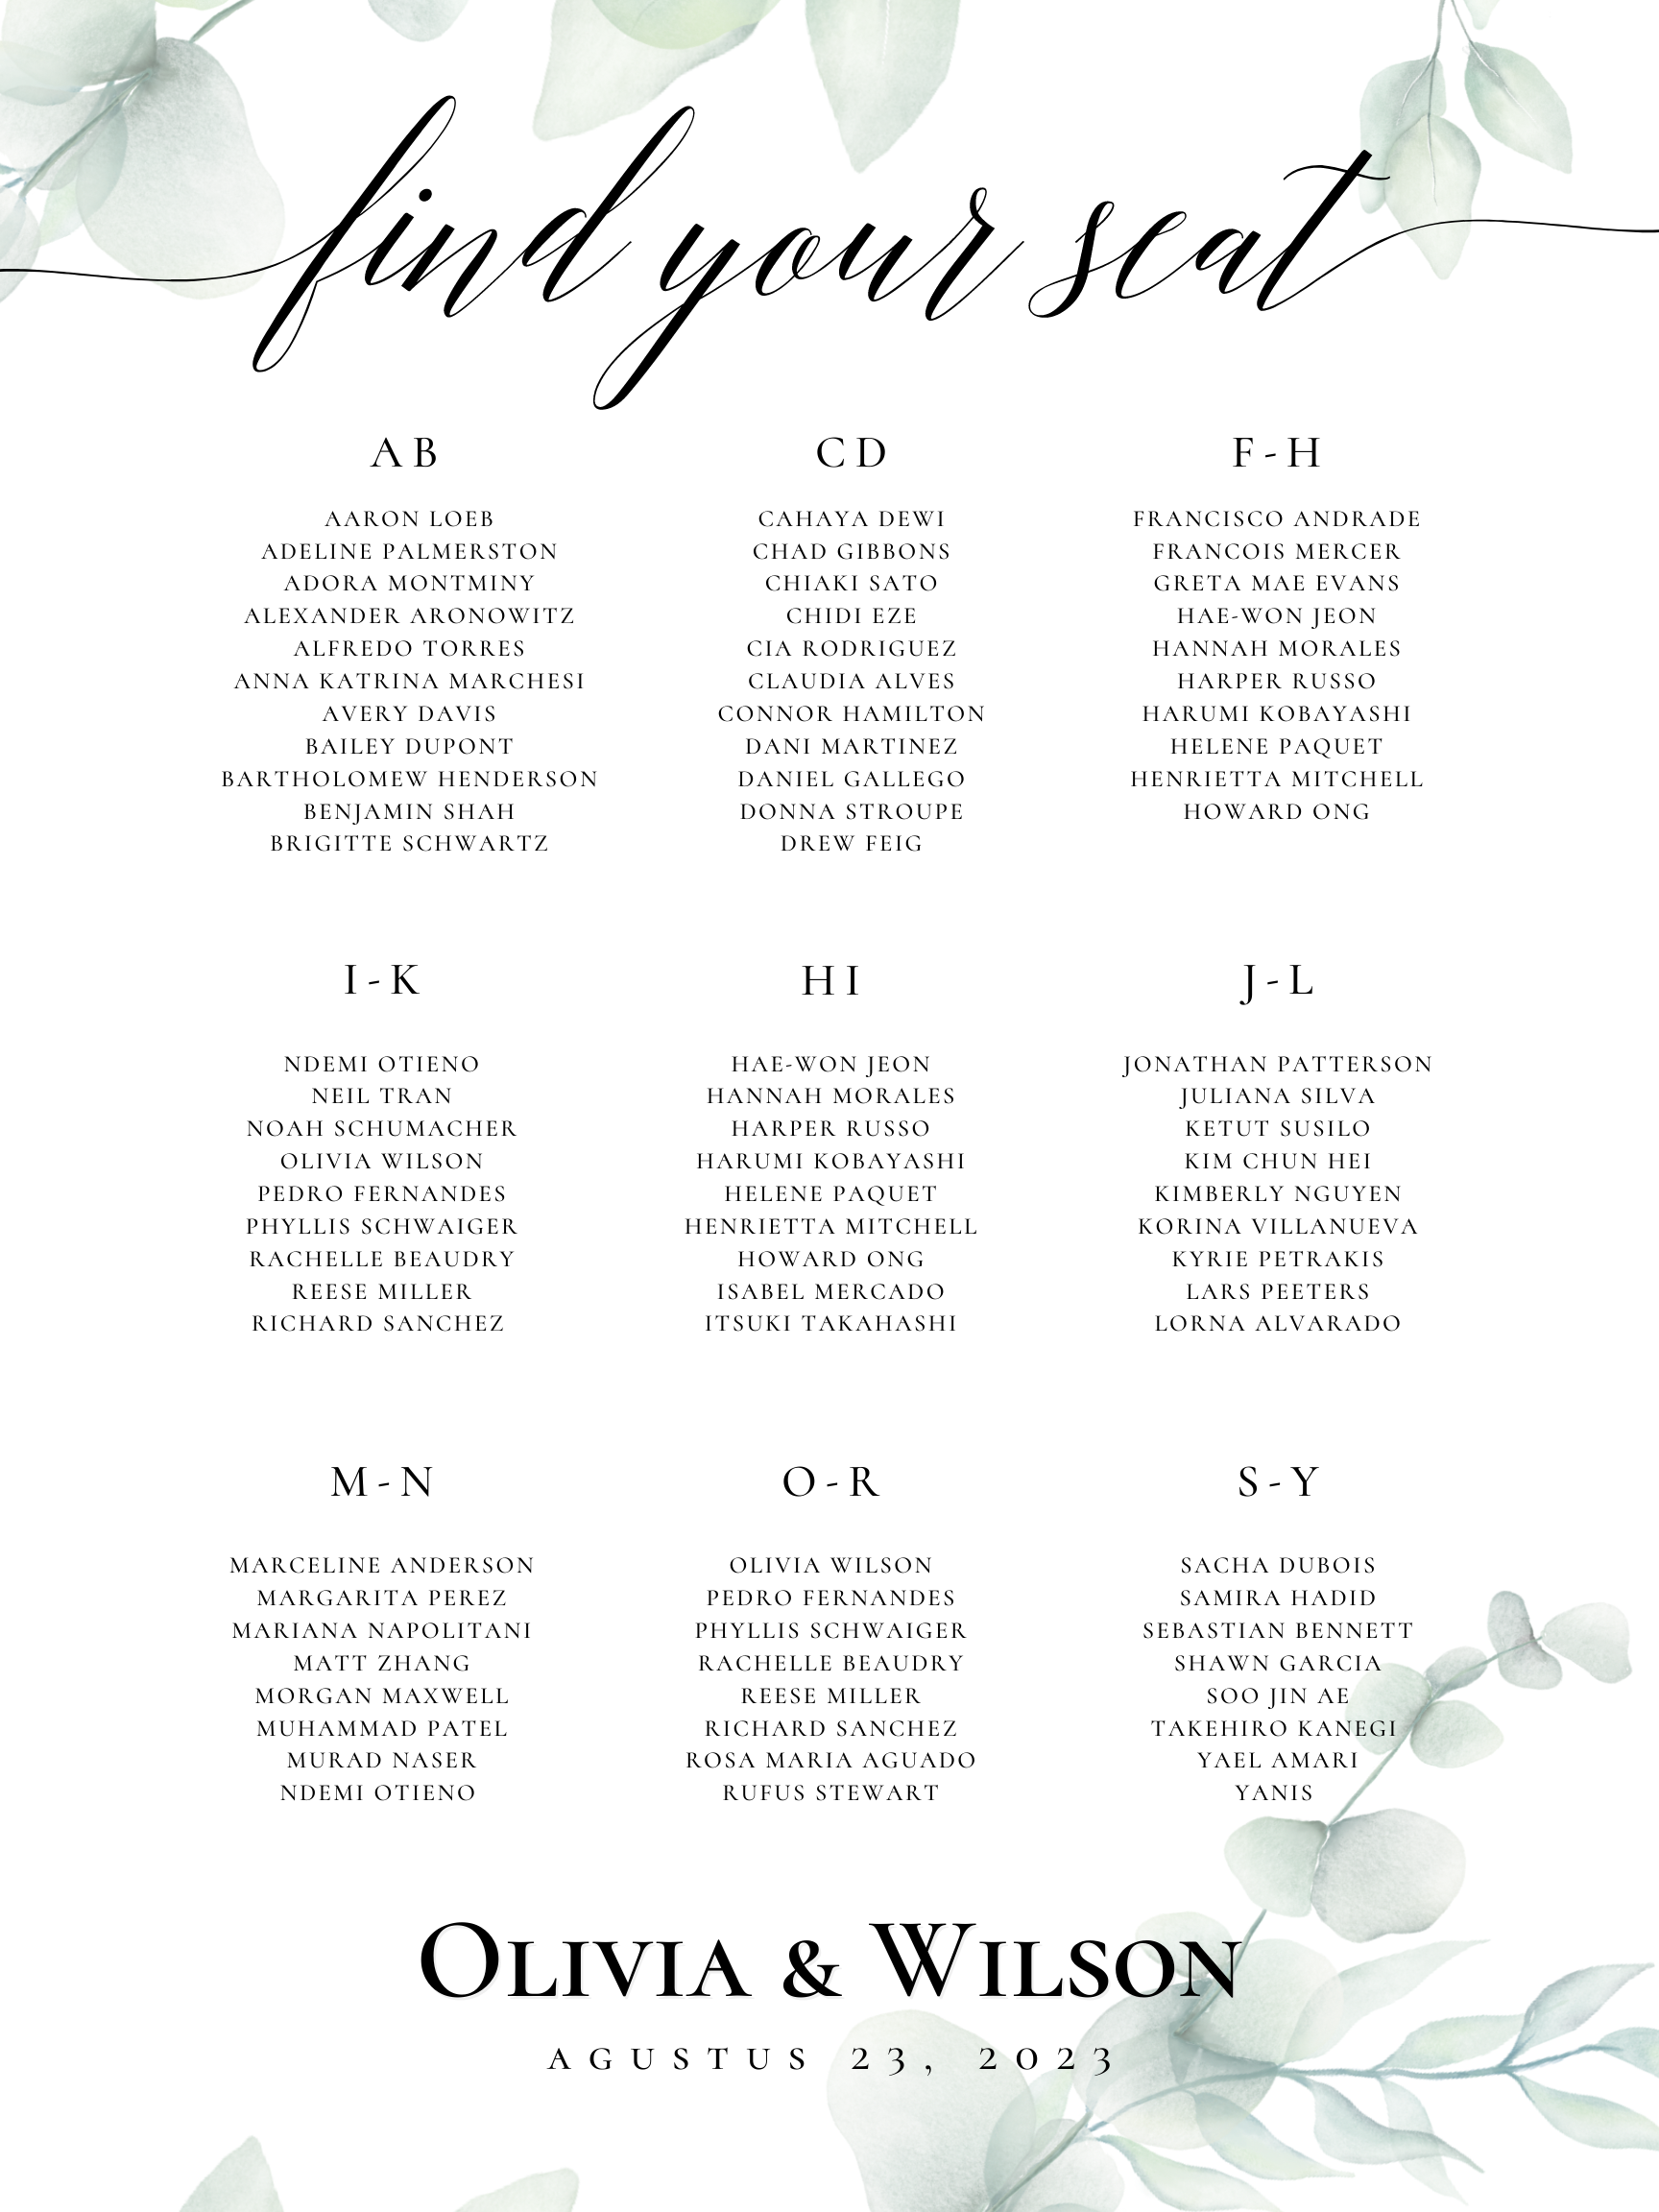 find your seat
AB
AARON LOEB
ADELINE PALMERSTON
ADORA MONTMINY
ALEXANDER ARONOWITZ
ALFREDO TORRES
ANNA KATRINA MARCHESI
AVERY DAVIS
BAILEY DUPONT
BARTHOLOMEW HENDERSON
BENJAMIN SHAH
BRIGITTE SCHWARTZ
CD
CAHAYA DEWI
CHAD GIBBONS
CHIAKI SATO
CHIDI EZE
CIA RODRIGUEZ
CLAUDIA ALVES
CONNOR HAMILTON
DANI MARTINEZ
DANIEL GALLEGO
DONNA STROUPE
DREW FEIG
F-H
FRANCISCO ANDRADE
FRANCOIS MERCER
GRETA MAE EVANS
HAE-WON JEON
HANNAH MORALES
HARPER RUSSO
HARUMI KOBAYASHI
HELENE PAQUET
HENRIETTA MITCHELL
HOWARD ONG
I-K
NDEMI OTIENO
NEIL TRAN
NOAH SCHUMACHER
OLIVIA WILSON
PEDRO FERNANDES
PHYLLIS SCHWAIGER
RACHELLE BEAUDRY
REESE MILLER
RICHARD SANCHEZ
HI
HAE-WON JEON
HANNAH MORALES
HARPER RUSSO
HARUMI KOBAYASHI
HELENE PAQUET
HENRIETTA MITCHELL
HOWARD ONG
ISABEL MERCADO
ITSUKI TAKAHASHI
J-L
JONATHAN PATTERSON
JULIANA SILVA
KETUT SUSILO
KIM CHUN HEI
KIMBERLY NGUYEN
KORINA VILLANUEVA
KYRIE PETRAKIS
LARS PEETERS
LORNA ALVARADO
M-N
MARCELINE ANDERSON
MARGARITA PEREZ
MARIANA NAPOLITANI
MATT ZHANG
MORGAN MAXWELL
MUHAMMAD PATEL
MURAD NASER
NDEMI OTIENO
O-R
OLIVIA WILSON
PEDRO FERNANDES
PHYLLIS SCHWAIGER
RACHELLE BEAUDRY
REESE MILLER
RICHARD SANCHEZ
ROSA MARIA AGUADO
RUFUS STEWART
S-Y
SACHA DUBOIS
SAMIRA HADID
SEBASTIAN BENNETT
SHAWN GARCIA
SOO JIN AE
TAKEHIRO KANEGI
YAEL AMARI
YANIS
OLIVIA & WILSON
AGUSTUS 23, 2023